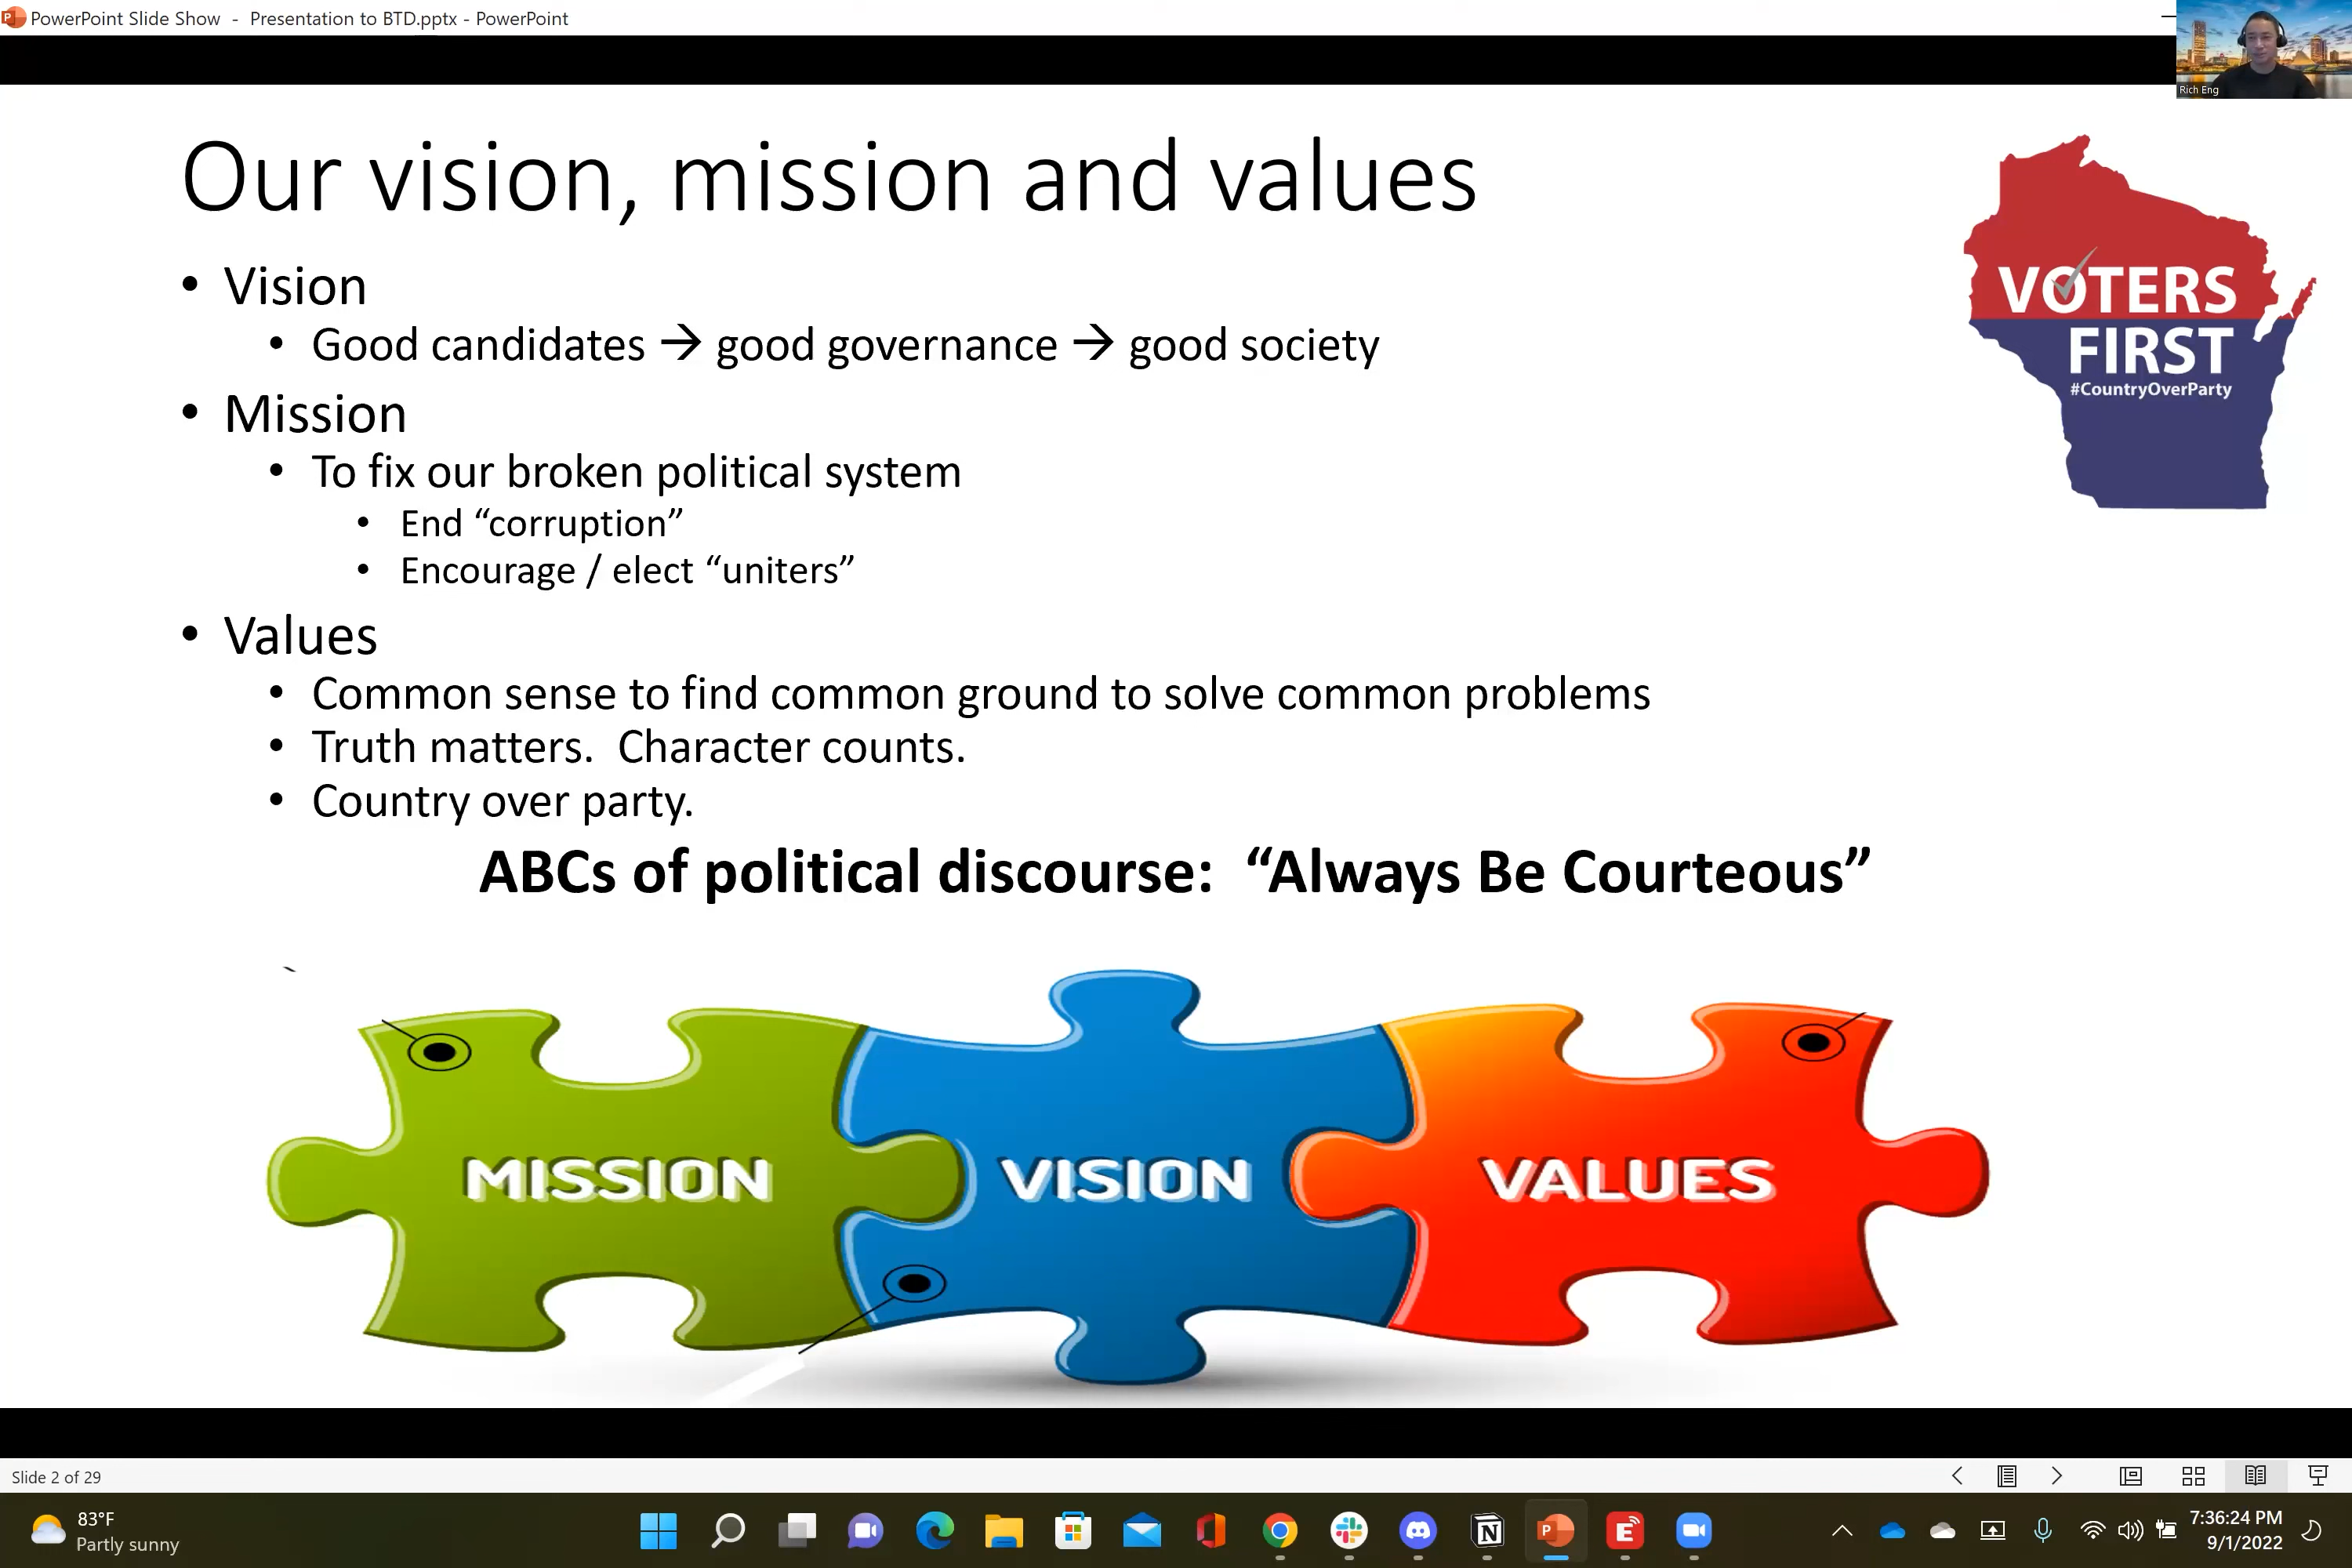 PowerPoint Slide Show - Presentation to BTD.pptx - PowerPoint
Rich Eng
Our vision, mission and values
• Vision
• Good candidates → good governance → good society
• Mission
• To fix our broken political system
• End “corruption”
• Encourage / elect “uniters”
• Values
• Common sense to find common ground to solve common problems
• Truth matters. Character counts.
• Country over party.
ABCs of political discourse: “Always Be Courteous”
VOTERS
FIRST
#CountryOverParty
MISSION
VISION
VALUES
Slide 2 of 29
83°F
Partly sunny
7:36:24 PM
9/1/2022